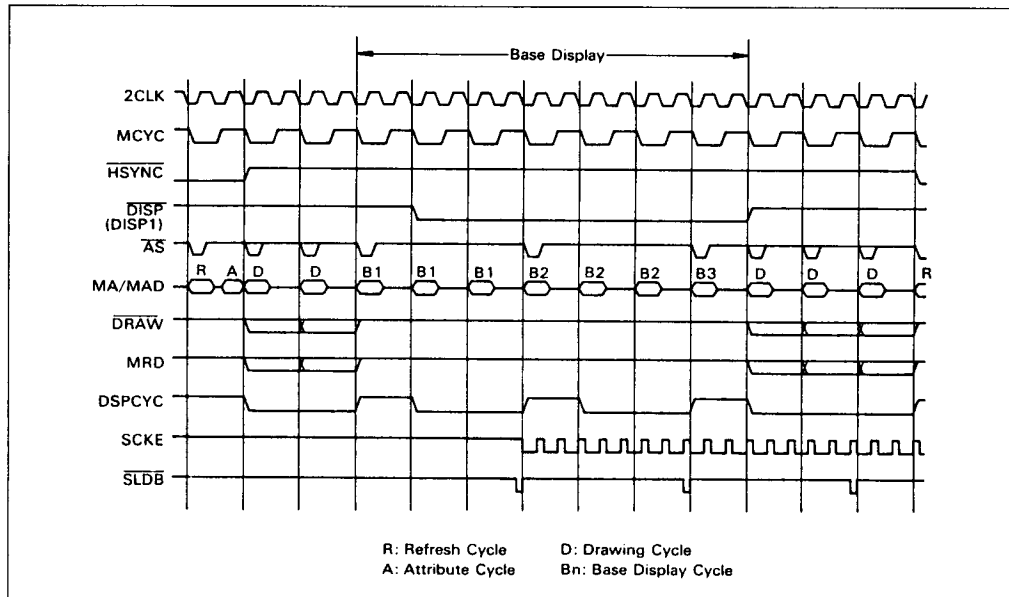 Base Display
2CLK
MCYC
HSYNC
DISP
(DISP1)
AS
R A D D B1 B1 B1 B2 B2 B2 B3 D D D R
MA/MAD
DRAW
MRD
DSPCYC
SCKE
SLDB
R: Refresh Cycle D: Drawing Cycle
A: Attribute Cycle Bn: Base Display Cycle